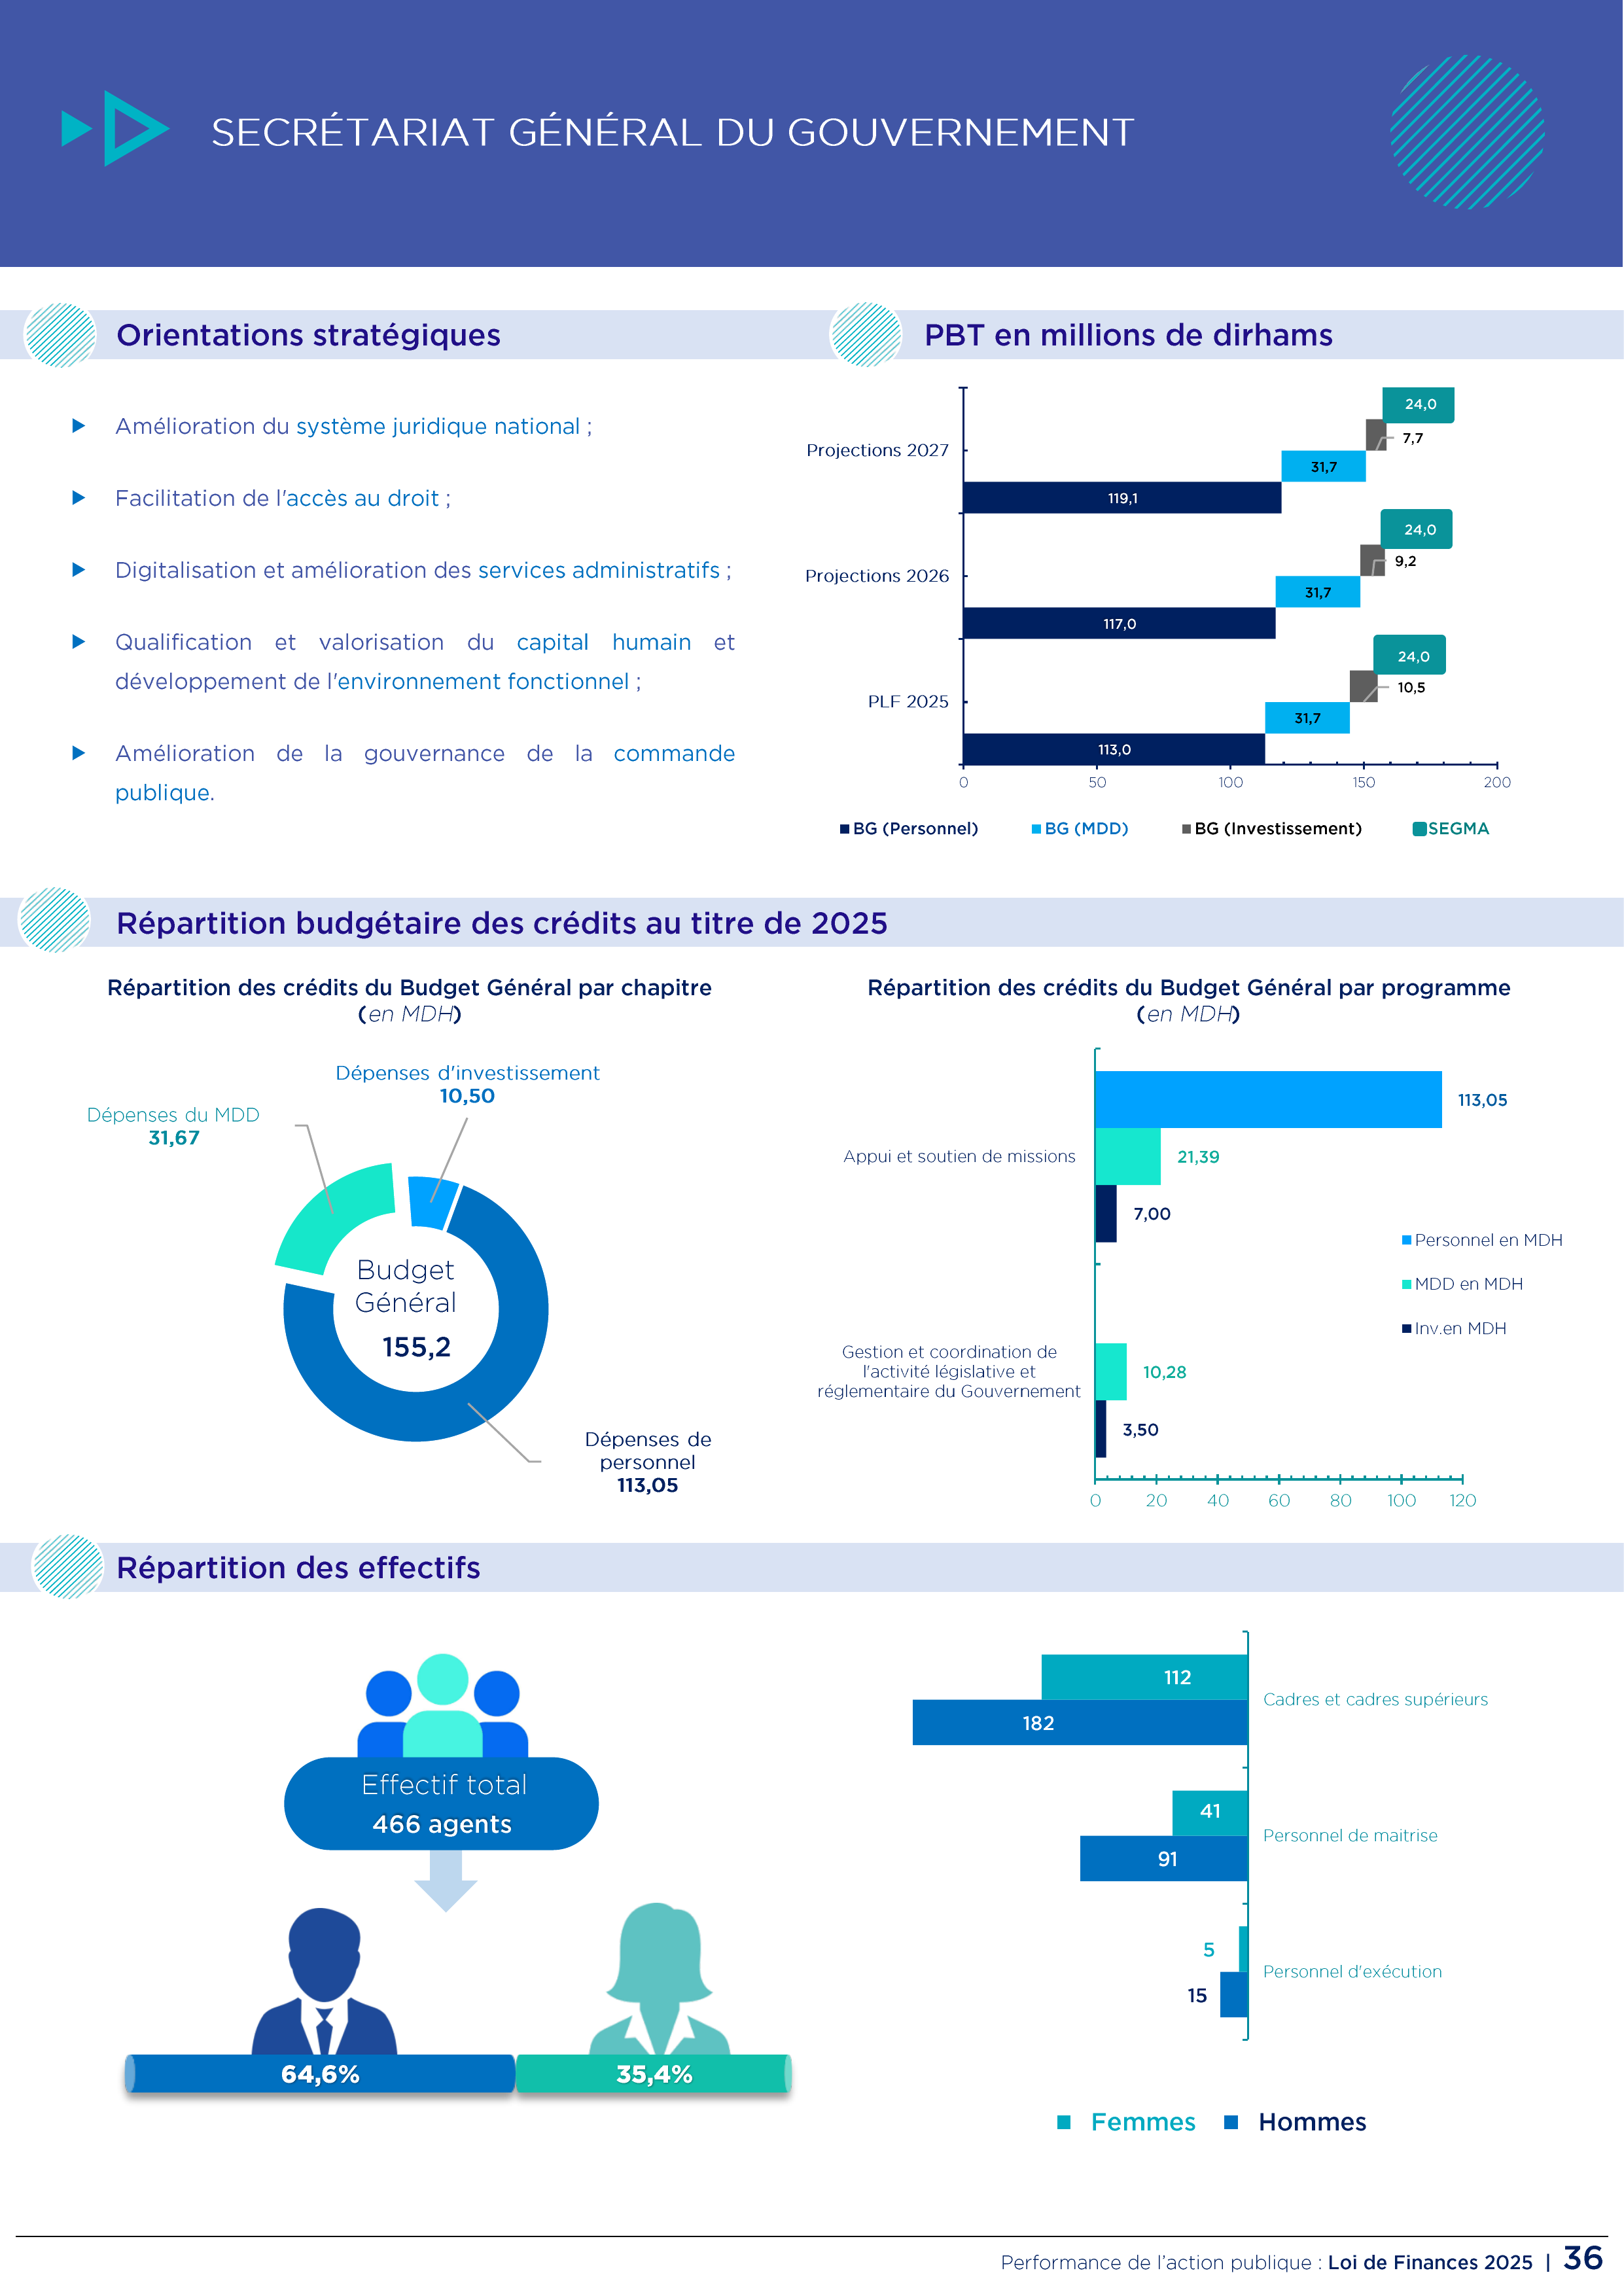 SECRÉTARIAT GÉNÉRAL DU GOUVERNEMENT
Orientations stratégiques
Amélioration du système juridique national ;
Facilitation de l'accès au droit ;
Digitalisation et amélioration des services administratifs ;
Qualification et valorisation du capital humain et
développement de l'environnement fonctionnel ;
Amélioration de la gouvernance de la commande
publique.
PBT en millions de dirhams
24,0
7,7
Projections 2027
31,7
119,1
24,0
9,2
Projections 2026
31,7
117,0
24,0
10,5
PLF 2025
31,7
113,0
0 50 100 150 200
BG (Personnel) BG (MDD) BG (Investissement) SEGMA
Répartition budgétaire des crédits au titre de 2025
Répartition des crédits du Budget Général par chapitre
(en MDH)
Dépenses d'investissement
10,50
Dépenses du MDD
31,67
Budget
Général
155,2
Dépenses de
personnel
113,05
Répartition des crédits du Budget Général par programme
(en MDH)
113,05
Appui et soutien de missions
21,39
7,00
Personnel en MDH
MDD en MDH
Inv.en MDH
Gestion et coordination de
l'activité législative et
réglementaire du Gouvernement
10,28
3,50
0 20 40 60 80 100 120
Répartition des effectifs
Effectif total
466 agents
64,6%
35,4%
112
Cadres et cadres supérieurs
182
41
Personnel de maitrise
91
5
Personnel d'exécution
15
Femmes Hommes
Performance de l'action publique : Loi de Finances 2025 | 36